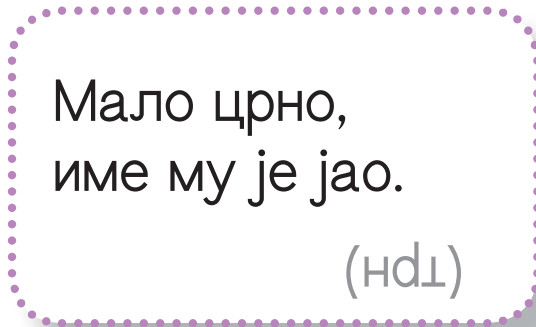 Мало црно,
име му је јао.
(трн)